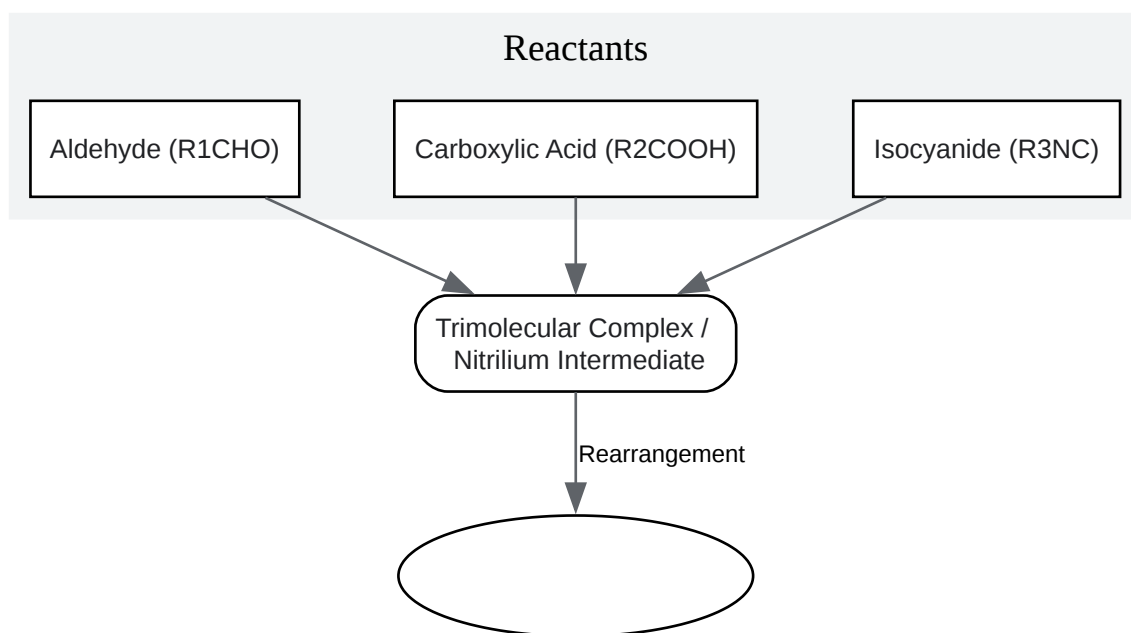 Reactants
Aldehyde (R1CHO)
Carboxylic Acid (R2COOH)
Isocyanide (R3NC)
Trimolecular Complex /
Nitrilium Intermediate
Rearrangement